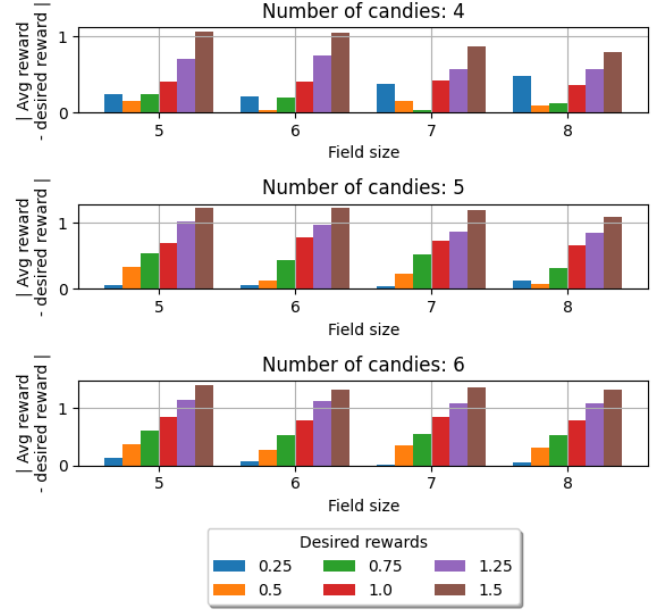 Number of candies: 4
| Avg reward
- desired reward |
1
0
5 6 7 8
Field size
Number of candies: 5
| Avg reward
- desired reward |
1
0
5 6 7 8
Field size
Number of candies: 6
| Avg reward
- desired reward |
1
0
5 6 7 8
Field size
Desired rewards
0.25 0.75 1.25
0.5 1.0 1.5